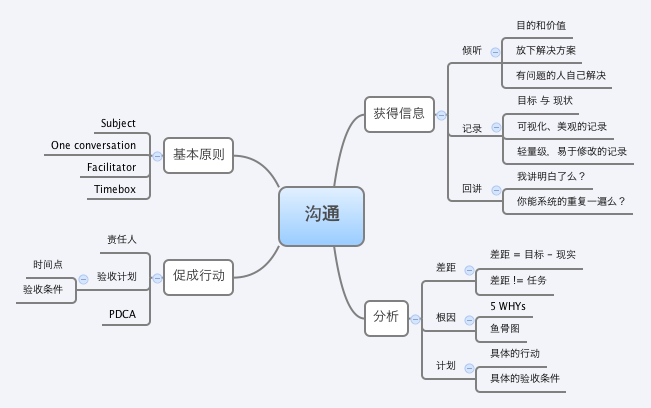 沟通
获得信息
倾听
目的和价值
放下解决方案
有问题的人自己解决
记录
目标 与 现状
可视化、美观的记录
轻量级，易于修改的记录
回讲
我讲明白了么？
你能系统的重复一遍么？
分析
差距
差距 = 目标 - 现实
差距 != 任务
根因
5 WHYs
鱼骨图
计划
具体的行动
具体的验收条件
基本原则
Subject
One conversation
Facilitator
Timebox
促成行动
责任人
验收计划
时间点
验收条件
PDCA